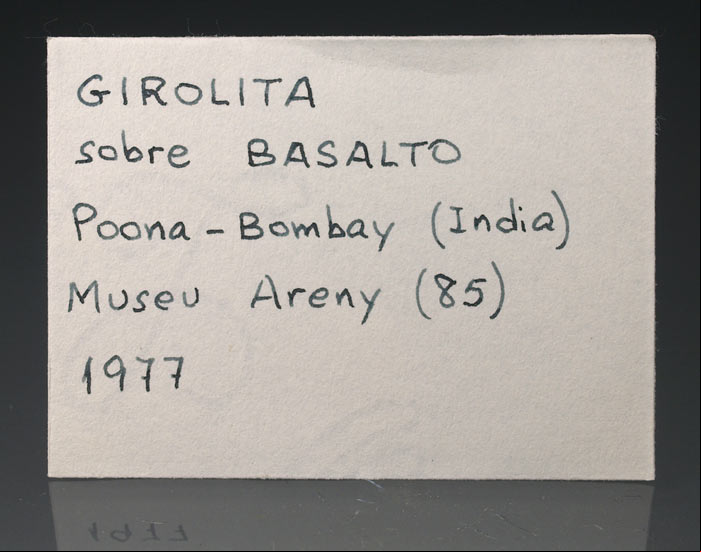 GIROLITA
sobre BASALTO
Poona - Bombay (India)
Museu Areny (85)
1977